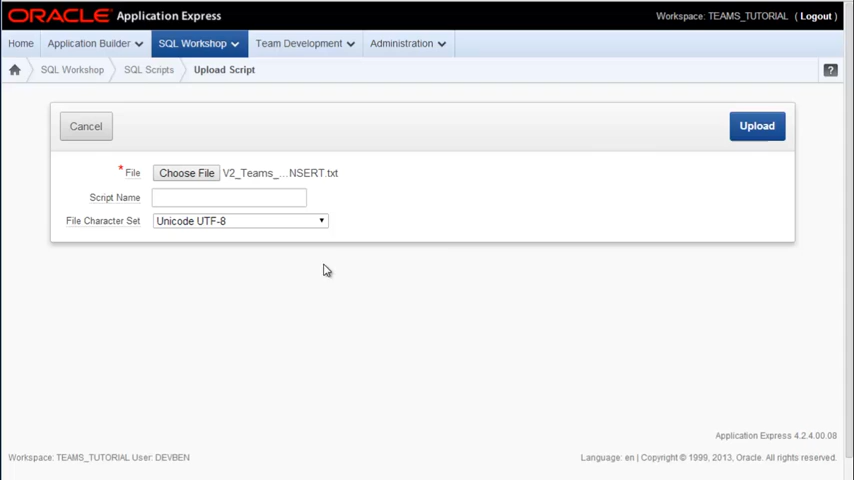 ORACLE Application Express
Workspace: TEAMS_TUTORIAL ( Logout )
Home Application Builder SQL Workshop Team Development Administration
SQL Workshop SQL Scripts Upload Script ?
Cancel Upload
* File Choose File V2_Teams_...NSERT.txt
Script Name
File Character Set Unicode UTF-8
Application Express 4.2.4.00.08
Workspace: TEAMS_TUTORIAL User: DEVBEN Language: en | Copyright © 1999, 2013, Oracle. All rights reserved.